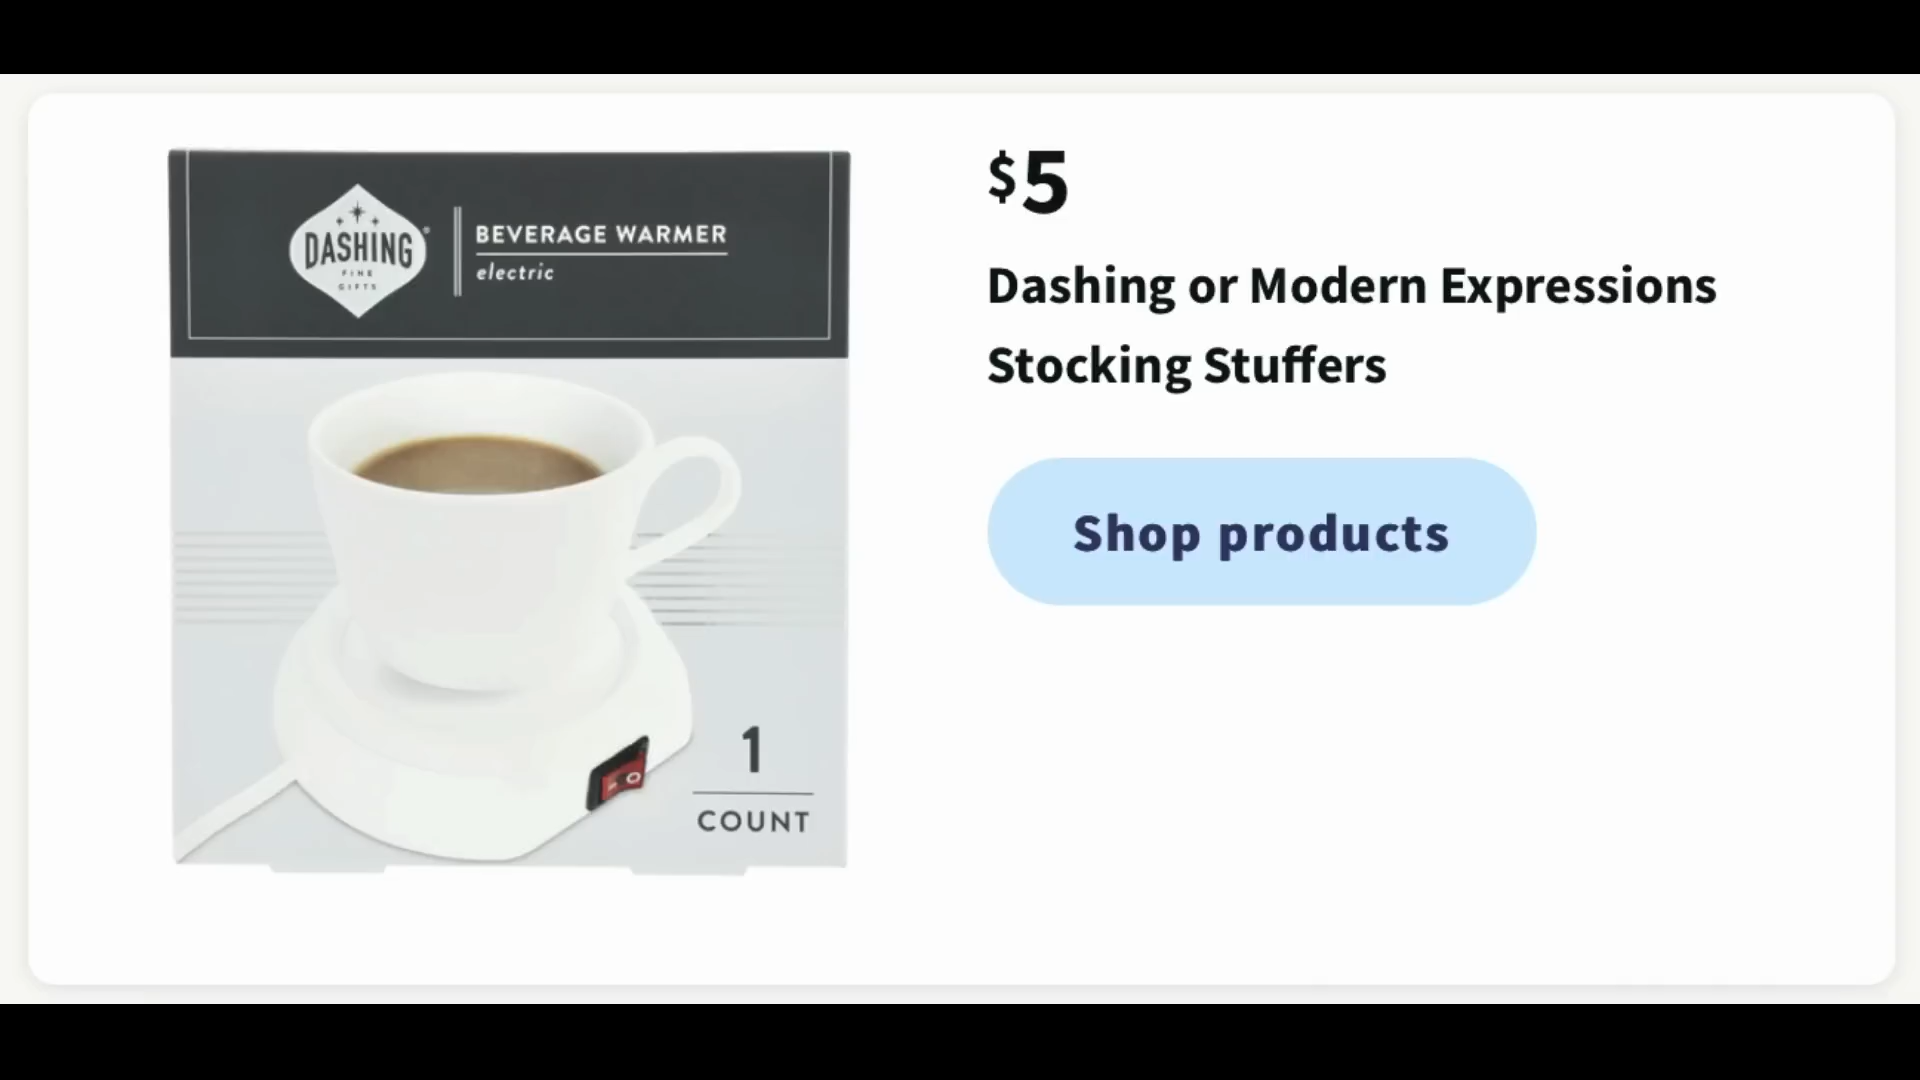 DASHING
FINE
GIFTS
BEVERAGE WARMER
electric
1
COUNT
$5
Dashing or Modern Expressions
Stocking Stuffers
Shop products